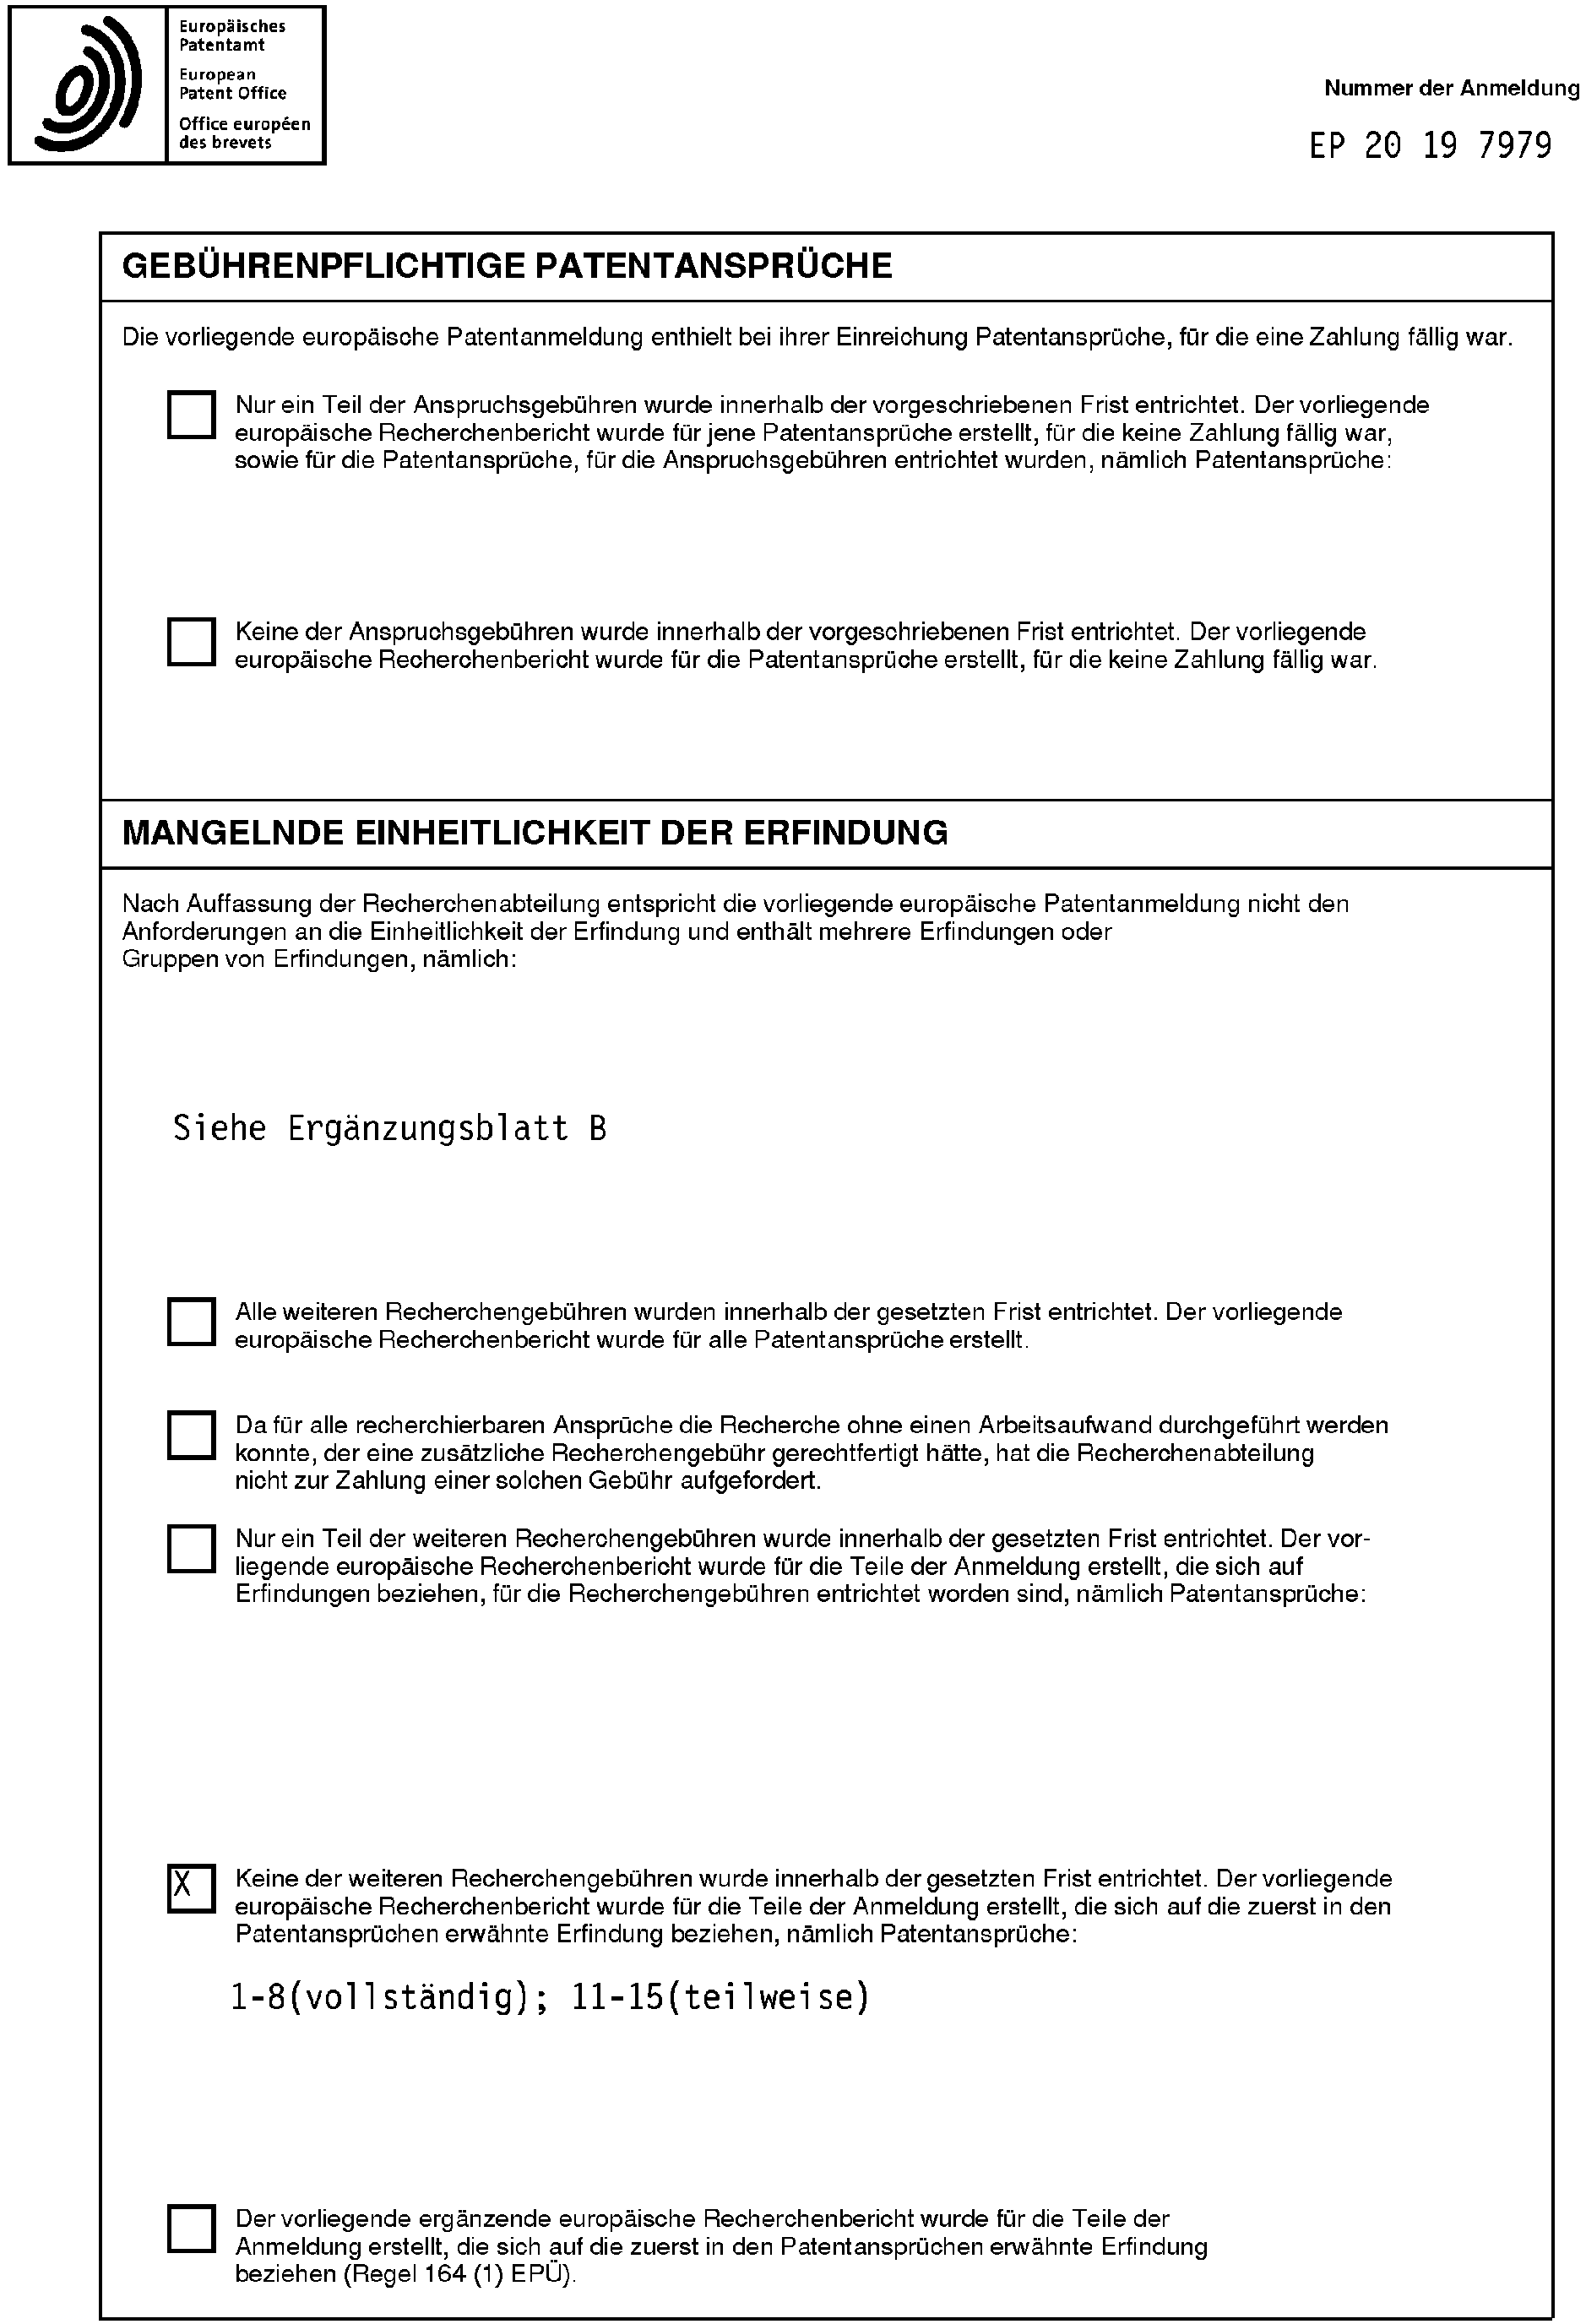 Europäisches
Patentamt
European
Patent Office
Office européen
des brevets
Nummer der Anmeldung
EP 20 19 7979
GEBÜHRENPFLICHTIGE PATENTANSPRÜCHE
Die vorliegende europäische Patentanmeldung enthielt bei ihrer Einreichung Patentansprüche, für die eine Zahlung fällig war.
Nur ein Teil der Anspruchsgebühren wurde innerhalb der vorgeschriebenen Frist entrichtet. Der vorliegende
europäische Recherchenbericht wurde für jene Patentansprüche erstellt, für die keine Zahlung fällig war,
sowie für die Patentansprüche, für die Anspruchsgebühren entrichtet wurden, nämlich Patentansprüche:
Keine der Anspruchsgebühren wurde innerhalb der vorgeschriebenen Frist entrichtet. Der vorliegende
europäische Recherchenbericht wurde für die Patentansprüche erstellt, für die keine Zahlung fällig war.
MANGELNDE EINHEITLICHKEIT DER ERFINDUNG
Nach Auffassung der Recherchenabteilung entspricht die vorliegende europäische Patentanmeldung nicht den
Anforderungen an die Einheitlichkeit der Erfindung und enthält mehrere Erfindungen oder
Gruppen von Erfindungen, nämlich:
Siehe Ergänzungsblatt B
Alle weiteren Recherchengebühren wurden innerhalb der gesetzten Frist entrichtet. Der vorliegende
europäische Recherchenbericht wurde für alle Patentansprüche erstellt.
Da für alle recherchierbaren Ansprüche die Recherche ohne einen Arbeitsaufwand durchgeführt werden
konnte, der eine zusätzliche Recherchengebühr gerechtfertigt hätte, hat die Recherchenabteilung
nicht zur Zahlung einer solchen Gebühr aufgefordert.
Nur ein Teil der weiteren Recherchengebühren wurde innerhalb der gesetzten Frist entrichtet. Der vor-
liegende europäische Recherchenbericht wurde für die Teile der Anmeldung erstellt, die sich auf
Erfindungen beziehen, für die Recherchengebühren entrichtet worden sind, nämlich Patentansprüche:
X Keine der weiteren Recherchengebühren wurde innerhalb der gesetzten Frist entrichtet. Der vorliegende
europäische Recherchenbericht wurde für die Teile der Anmeldung erstellt, die sich auf die zuerst in den
Patentansprüchen erwähnte Erfindung beziehen, nämlich Patentansprüche:
1-8(vollständig); 11-15(teilweise)
Der vorliegende ergänzende europäische Recherchenbericht wurde für die Teile der
Anmeldung erstellt, die sich auf die zuerst in den Patentansprüchen erwähnte Erfindung
beziehen (Regel 164 (1) EPÜ).